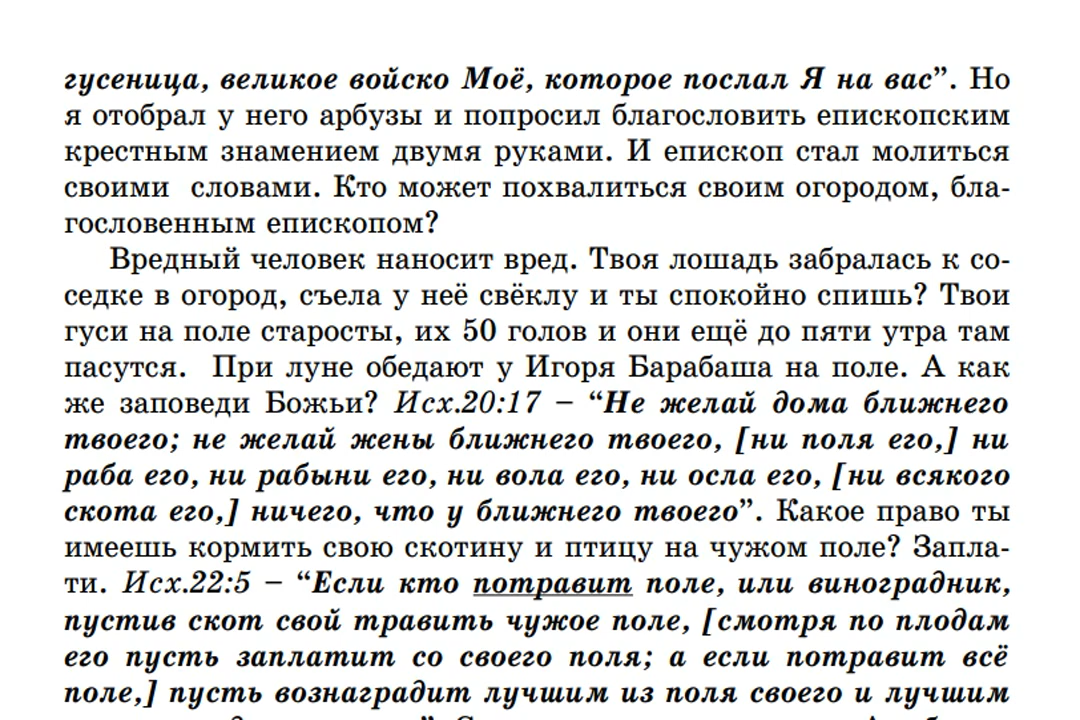 гусеница, великое войско Моё, которое послал Я на вас”. Но
я отобрал у него арбузы и попросил благословить епископским
крестным знамением двумя руками. И епископ стал молиться
своими словами. Кто может похвалиться своим огородом, бла-
гословенным епископом?
Вредный человек наносит вред. Твоя лошадь забралась к со-
седке в огород, съела у неё свёклу и ты спокойно спишь? Твои
гуси на поле старосты, их 50 голов и они ещё до пяти утра там
пасутся. При луне обедают у Игоря Барабаша на поле. А как
же заповеди Божьи? Исх.20:17 – “Не желай дома ближнего
твоего; не желай жены ближнего твоего, [ни поля его,] ни
раба его, ни рабыни его, ни вола его, ни осла его, [ни всякого
скота его,] ничего, что у ближнего твоего”. Какое право ты
имеешь кормить свою скотину и птицу на чужом поле? Запла-
ти. Исх.22:5 – “Если кто потравит поле, или виноградник,
пустив скот свой травить чужое поле, [смотря по плодам
его пусть заплатит со своего поля; а если потравит всё
поле,] пусть вознаградит лучшим из поля своего и лучшим